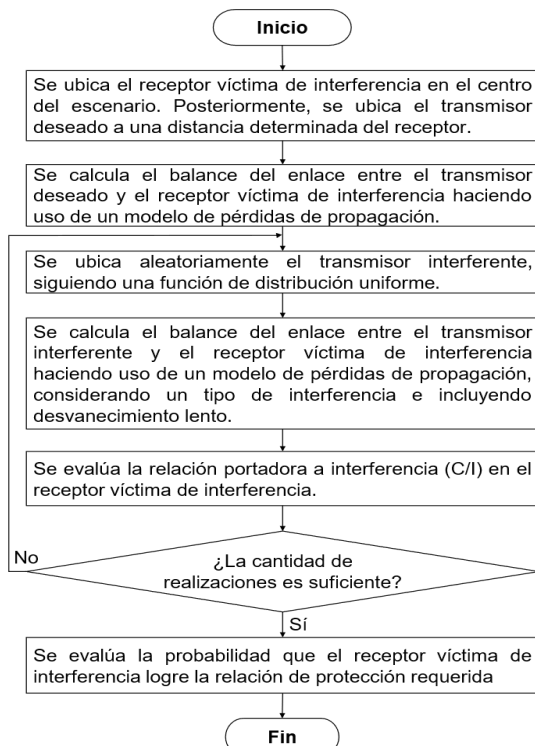 Inicio
Se ubica el receptor víctima de interferencia en el centro
del escenario. Posteriormente, se ubica el transmisor
deseado a una distancia determinada del receptor.
Se calcula el balance del enlace entre el transmisor
deseado y el receptor víctima de interferencia haciendo
uso de un modelo de pérdidas de propagación.
Se ubica aleatoriamente el transmisor interferente,
siguiendo una función de distribución uniforme.
Se calcula el balance del enlace entre el transmisor
interferente y el receptor víctima de interferencia
haciendo uso de un modelo de pérdidas de propagación,
considerando un tipo de interferencia e incluyendo
desvanecimiento lento.
Se evalúa la relación portadora a interferencia (C/I) en el
receptor víctima de interferencia.
No
¿La cantidad de
realizaciones es suficiente?
Sí
Se evalúa la probabilidad que el receptor víctima de
interferencia logre la relación de protección requerida
Fin